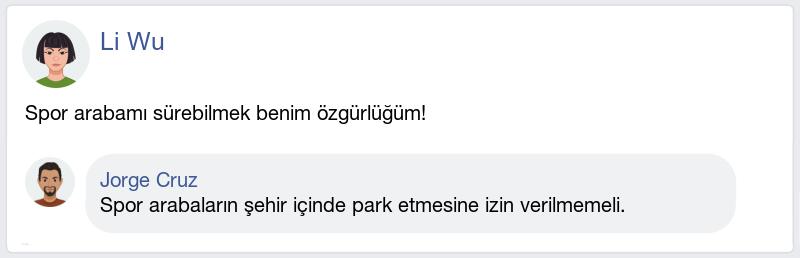 Li Wu
Spor arabamı sürebilmek benim özgürlüğüm!
Jorge Cruz
Spor arabaların şehir içinde park etmesine izin verilmemeli.